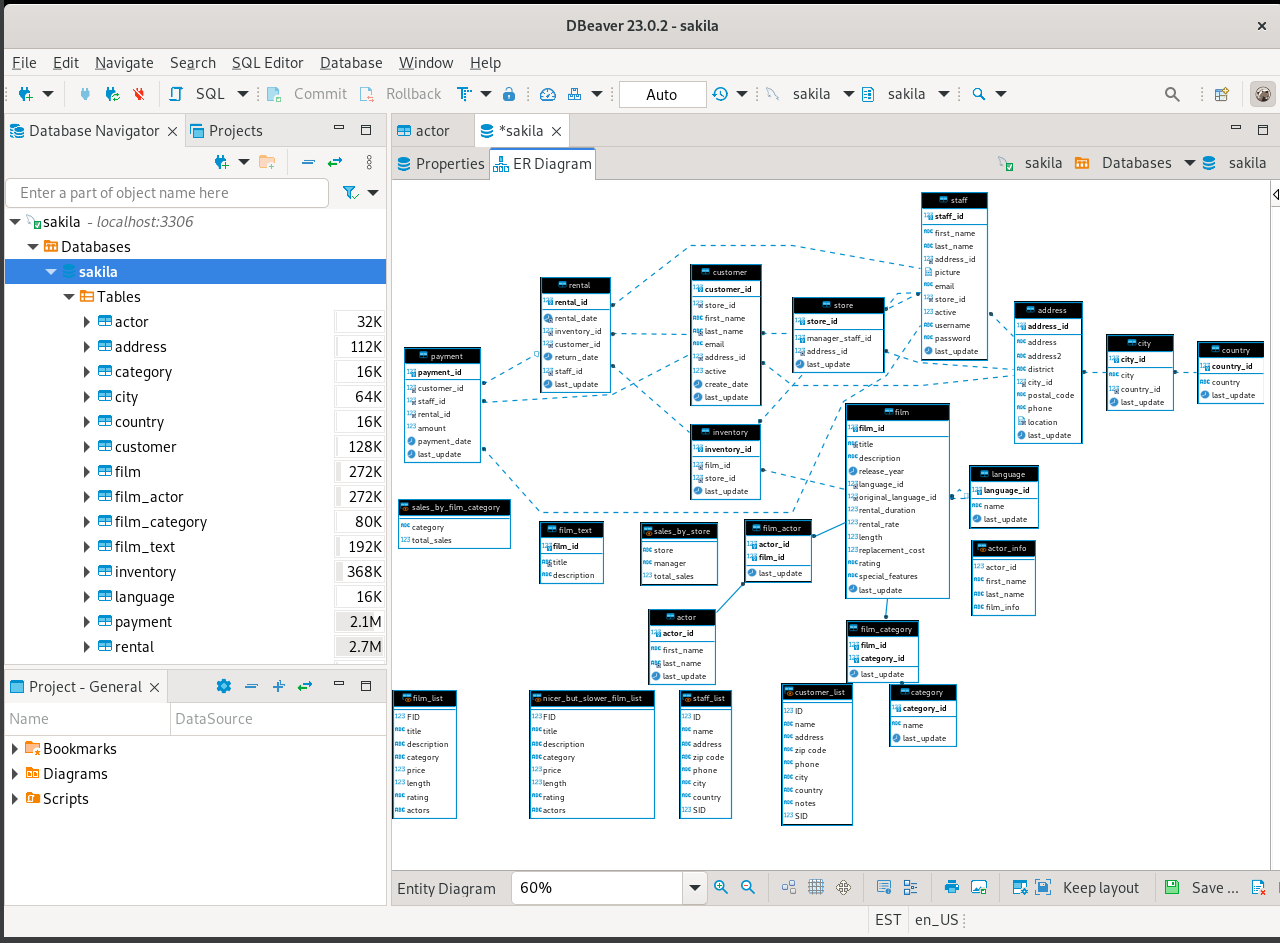 DBeaver 23.0.2 - sakila
File Edit Navigate Search SQL Editor Database Window Help
SQL Commit Rollback Auto sakila sakila
Database Navigator Projects
Enter a part of object name here
sakila - localhost:3306
Databases
sakila
Tables
actor 32K
address 112K
category 16K
city 64K
country 16K
customer 128K
film 272K
film_actor 272K
film_category 80K
film_text 192K
inventory 368K
language 16K
payment 2.1M
rental 2.7M
Project - General
Name DataSource
Bookmarks
Diagrams
Scripts
actor *sakila
Properties ER Diagram sakila Databases sakila
staff
staff_id
first_name
last_name
address_id
picture
email
store_id
active
username
password
last_update
customer
customer_id
store_id
first_name
last_name
email
address_id
active
create_date
last_update
rental
rental_id
rental_date
inventory_id
customer_id
return_date
staff_id
last_update
store
store_id
manager_staff_id
address_id
last_update
address
address_id
address
address2
district
city_id
postal_code
phone
location
last_update
city
city_id
city
country_id
last_update
country
country_id
country
last_update
payment
payment_id
customer_id
staff_id
rental_id
amount
payment_date
last_update
film
film_id
title
description
release_year
language_id
original_language_id
rental_duration
rental_rate
length
replacement_cost
rating
special_features
last_update
inventory
inventory_id
film_id
store_id
last_update
language
language_id
name
last_update
sales_by_film_category
category
total_sales
film_text
film_id
title
description
sales_by_store
store
manager
total_sales
film_actor
actor_id
film_id
last_update
actor_info
actor_id
first_name
last_name
film_info
actor
actor_id
first_name
last_name
last_update
film_category
film_id
category_id
last_update
film_list
FID
title
description
category
price
length
rating
actors
nicer_but_slower_film_list
FID
title
description
category
price
length
rating
actors
staff_list
ID
name
address
zip code
phone
city
country
SID
customer_list
ID
name
address
zip code
phone
city
country
notes
SID
category
category_id
name
last_update
Entity Diagram 60% Keep layout Save ...
EST en_US